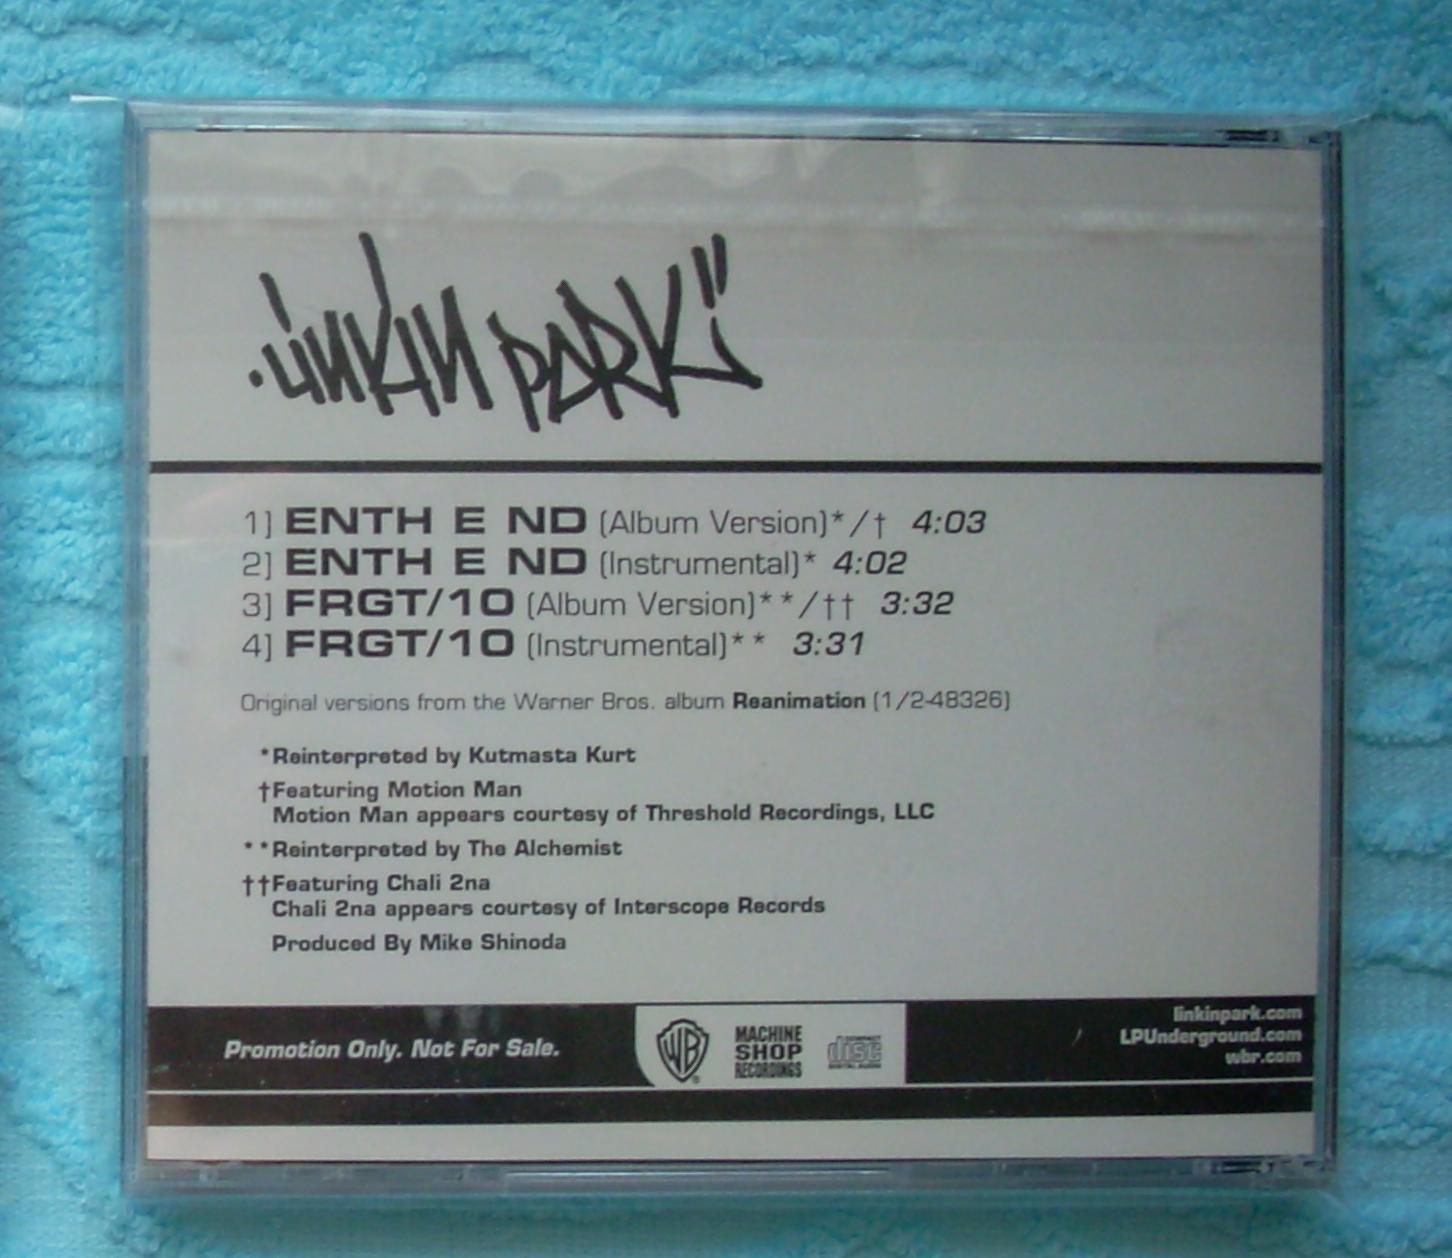 LINKIN PARK
1] ENTH E ND (Album Version)*/† 4:03
2] ENTH E ND (Instrumental)* 4:02
3] FRGT/10 (Album Version)**/†† 3:32
4] FRGT/10 (Instrumental)** 3:31
Original versions from the Warner Bros. album Reanimation (1/2-48326)
*Reinterpreted by Kutmasta Kurt
†Featuring Motion Man
Motion Man appears courtesy of Threshold Recordings, LLC
**Reinterpreted by The Alchemist
††Featuring Chali 2na
Chali 2na appears courtesy of Interscope Records
Produced By Mike Shinoda
Promotion Only. Not For Sale.
WB
MACHINE
SHOP
RECORDINGS
COMPACT
disc
DIGITAL AUDIO
linkinpark.com
LPUnderground.com
wbr.com